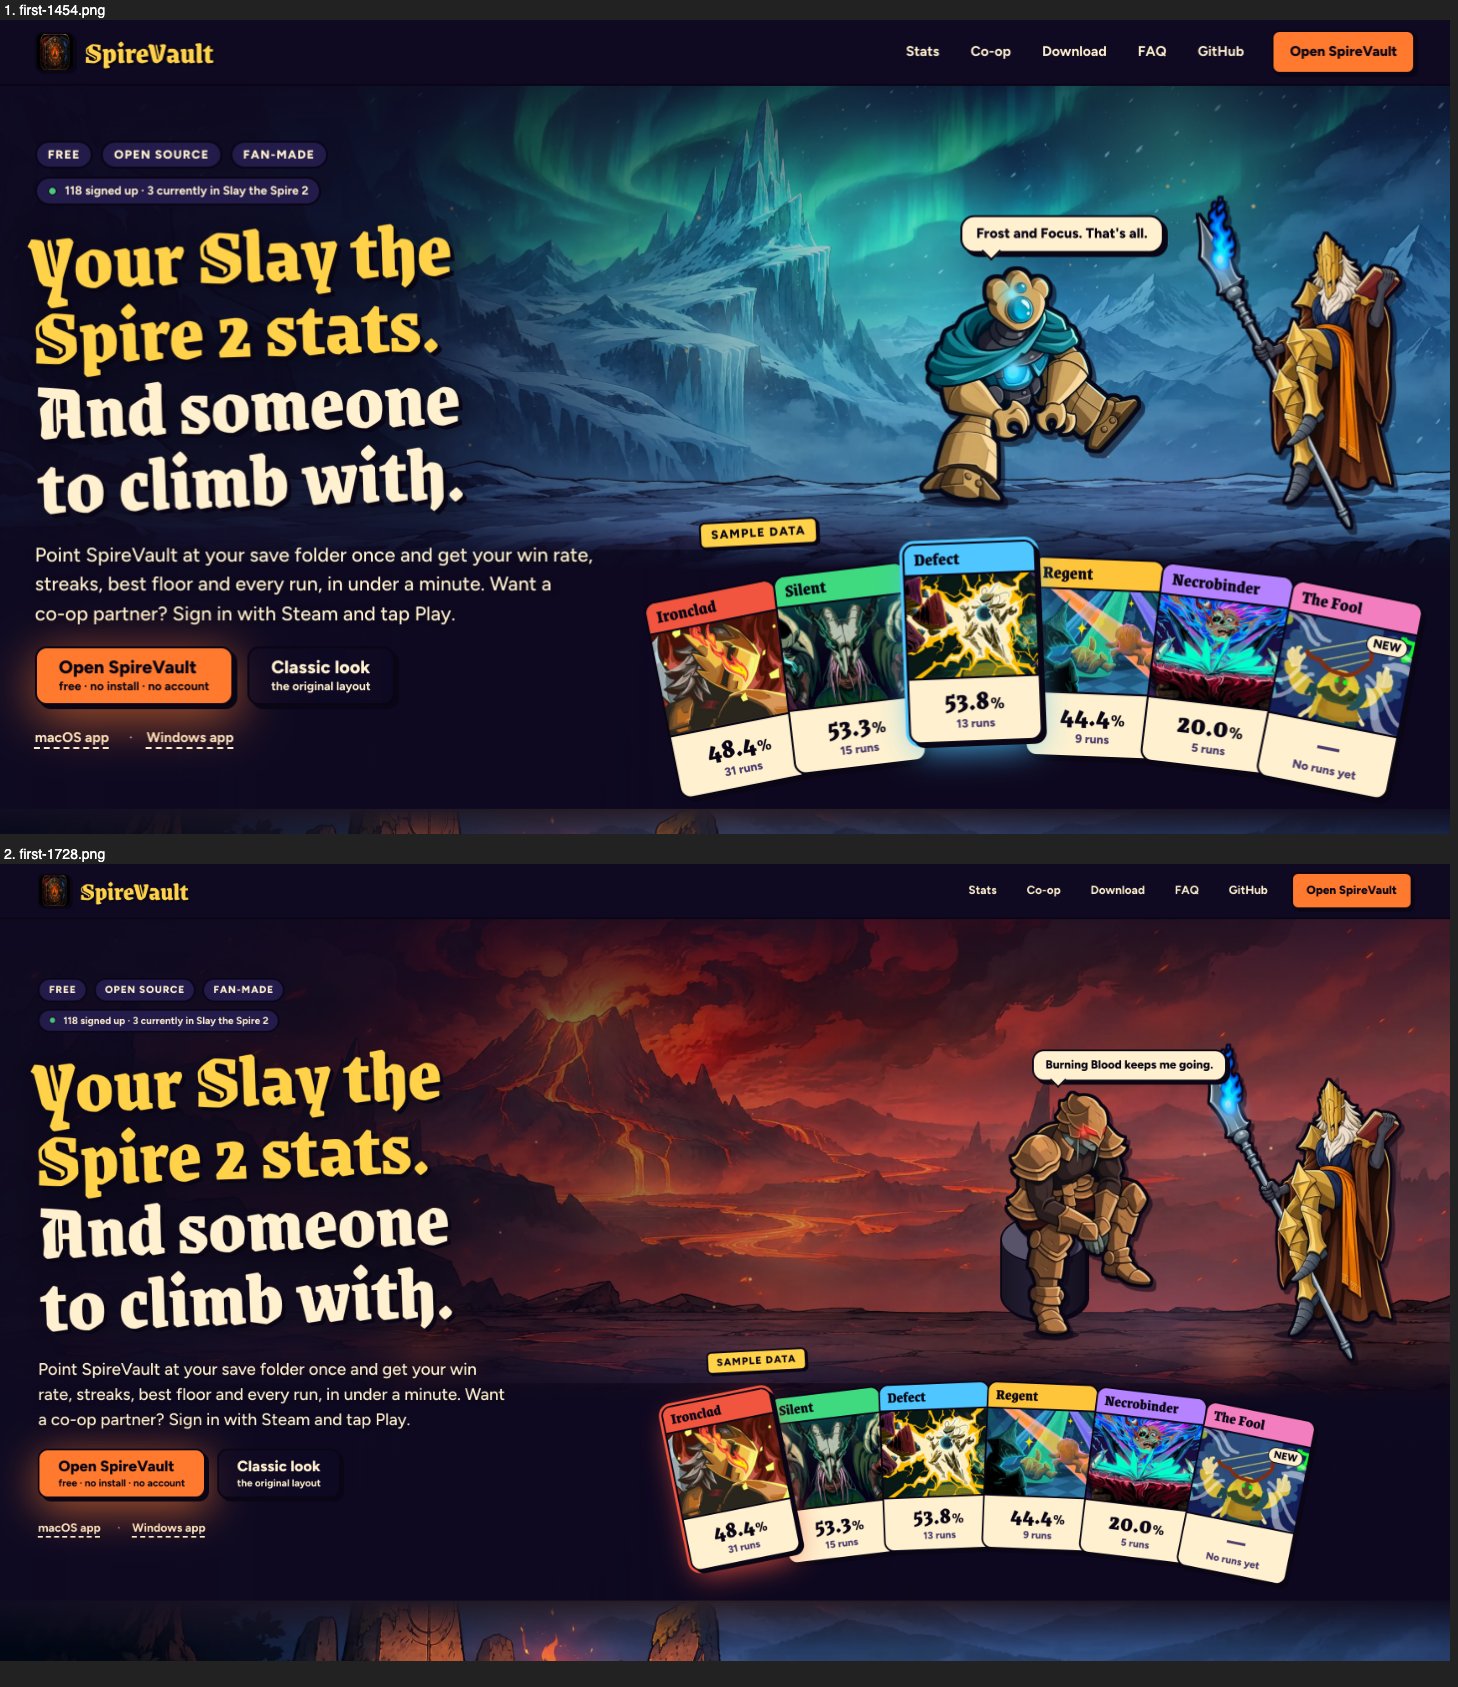 1. first-1454.png
SpireVault
Stats
Co-op
Download
FAQ
GitHub
Open SpireVault
FREE
OPEN SOURCE
FAN-MADE
118 signed up · 3 currently in Slay the Spire 2
Your Slay the
Spire 2 stats.
And someone
to climb with.
Point SpireVault at your save folder once and get your win rate,
streaks, best floor and every run, in under a minute. Want a
co-op partner? Sign in with Steam and tap Play.
Open SpireVault
free · no install · no account
Classic look
the original layout
macOS app · Windows app
Frost and Focus. That's all.
SAMPLE DATA
Ironclad
48.4%
31 runs
Silent
53.3%
15 runs
Defect
53.8%
13 runs
Regent
44.4%
9 runs
Necrobinder
20.0%
5 runs
The Fool
NEW
—
No runs yet
2. first-1728.png
SpireVault
Stats
Co-op
Download
FAQ
GitHub
Open SpireVault
FREE
OPEN SOURCE
FAN-MADE
118 signed up · 3 currently in Slay the Spire 2
Your Slay the
Spire 2 stats.
And someone
to climb with.
Point SpireVault at your save folder once and get your win
rate, streaks, best floor and every run, in under a minute. Want
a co-op partner? Sign in with Steam and tap Play.
Open SpireVault
free · no install · no account
Classic look
the original layout
macOS app · Windows app
Burning Blood keeps me going.
SAMPLE DATA
Ironclad
48.4%
31 runs
Silent
53.3%
15 runs
Defect
53.8%
13 runs
Regent
44.4%
9 runs
Necrobinder
20.0%
5 runs
The Fool
NEW
—
No runs yet